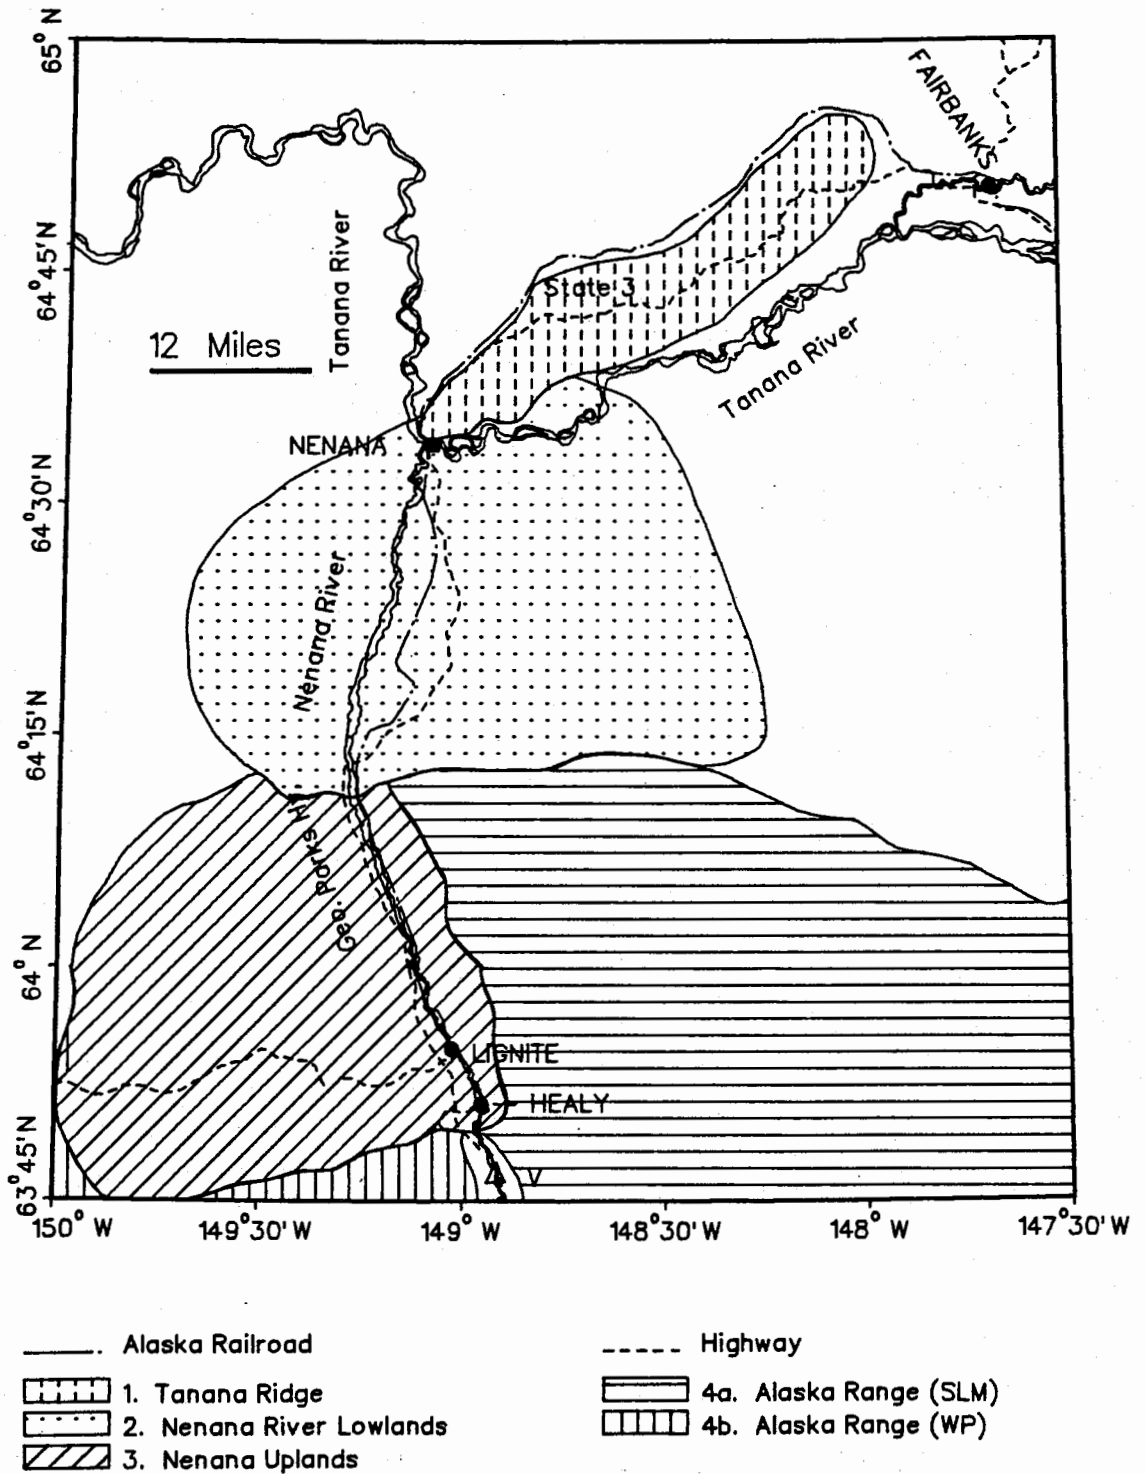 65° N
FAIRBANKS
64°45'N
Tanana River
State 3
12 Miles
Tanana River
NENANA
64°30'N
Nenana River
64°15'N
Geo. Parks H
64° N
LIGNITE
HEALY
63°45'N
V
150° W
149°30' W
149° W
148°30' W
148° W
147°30' W
Alaska Railroad
Highway
1. Tanana Ridge
4a. Alaska Range (SLM)
2. Nenana River Lowlands
4b. Alaska Range (WP)
3. Nenana Uplands